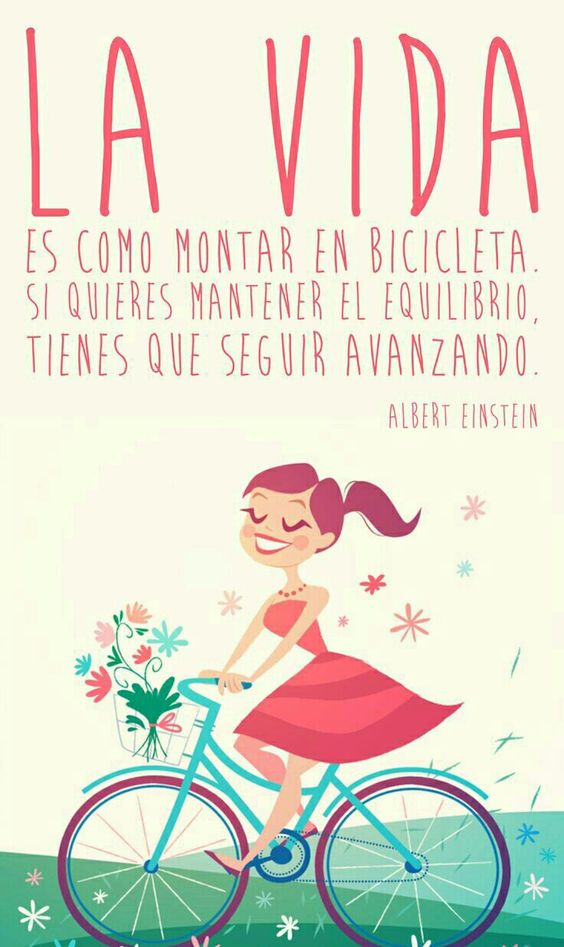 LA VIDA
ES COMO MONTAR EN BICICLETA.
SI QUIERES MANTENER EL EQUILIBRIO,
TIENES QUE SEGUIR AVANZANDO.
ALBERT EINSTEIN